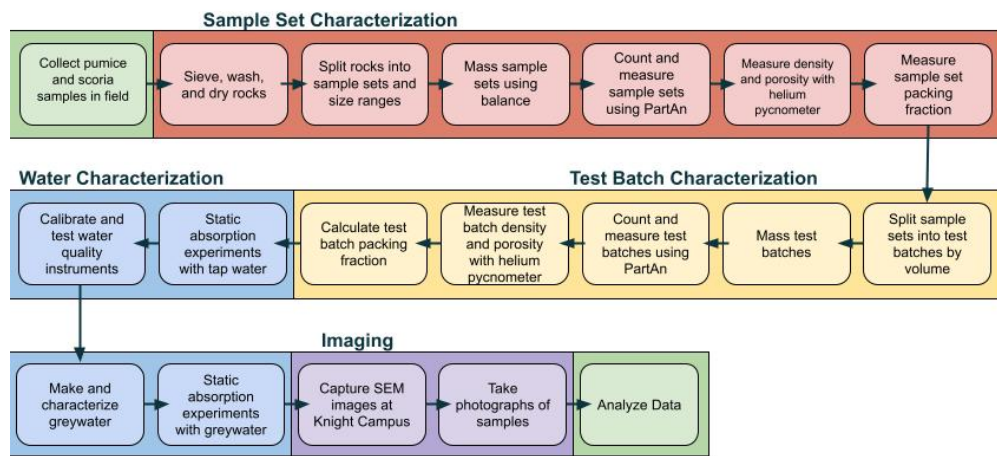 Sample Set Characterization
Collect pumice
and scoria
samples in field
Sieve, wash,
and dry rocks
Split rocks into
sample sets and
size ranges
Mass sample
sets using
balance
Count and
measure
sample sets
using PartAn
Measure density
and porosity with
helium
pycnometer
Measure
sample set
packing
fraction
Water Characterization
Test Batch Characterization
Split sample
sets into test
batches by
volume
Mass test
batches
Count and
measure test
batches using
PartAn
Measure test
batch density
and porosity
with helium
pycnometer
Calculate test
batch packing
fraction
Static
absorption
experiments
with tap water
Calibrate and
test water
quality
instruments
Imaging
Make and
characterize
greywater
Static
absorption
experiments
with greywater
Capture SEM
images at
Knight Campus
Take
photographs of
samples
Analyze Data